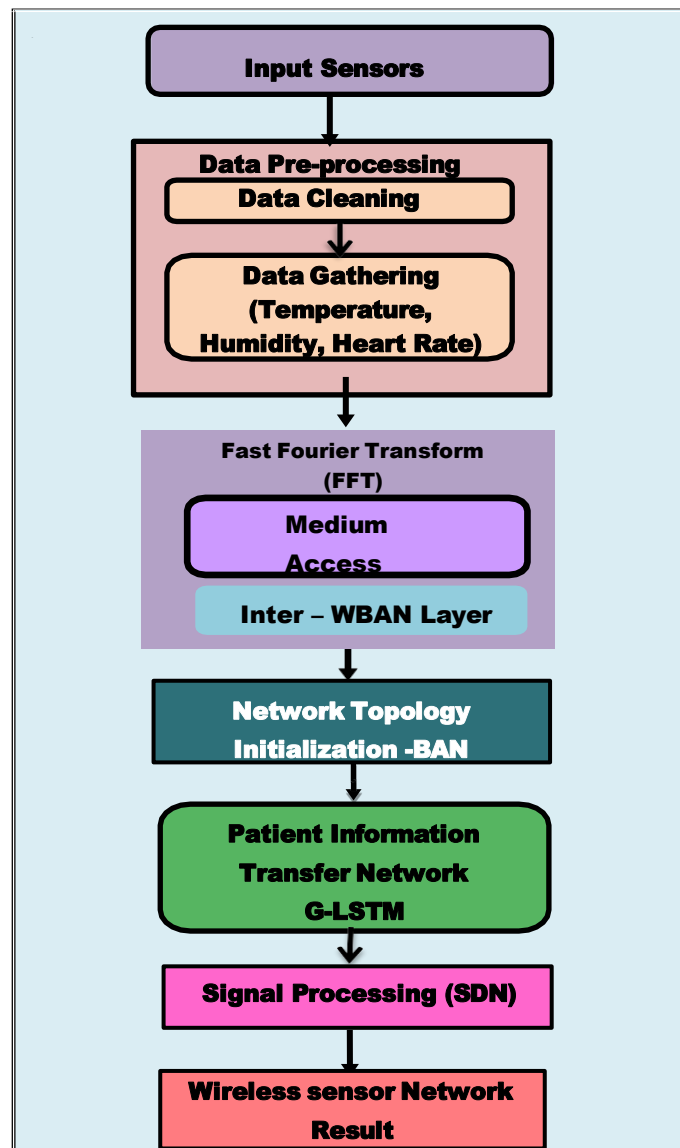 Input Sensors
Data Pre-processing
Data Cleaning
Data Gathering
(Temperature,
Humidity, Heart Rate)
Fast Fourier Transform
(FFT)
Medium
Access
Inter – WBAN Layer
Network Topology
Initialization -BAN
Patient Information
Transfer Network
G-LSTM
Signal Processing (SDN)
Wireless sensor Network
Result